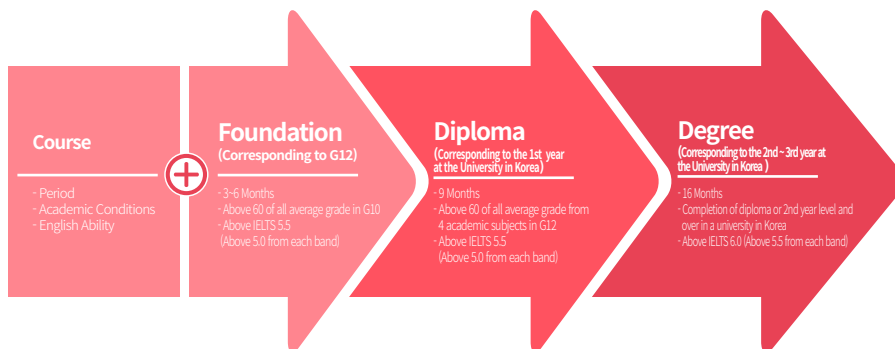 Course
- Period
- Academic Conditions
- English Ability
Foundation
(Corresponding to G12)
- 3~6 Months
- Above 60 of all average grade in G10
- Above IELTS 5.5
(Above 5.0 from each band)
Diploma
(Corresponding to the 1st year
at the University in Korea)
- 9 Months
- Above 60 of all average grade from
4 academic subjects in G12
- Above IELTS 5.5
(Above 5.0 from each band)
Degree
(Corresponding to the 2nd ~ 3rd year at
the University in Korea )
- 16 Months
- Completion of diploma or 2nd year level and
over in a university in Korea
- Above IELTS 6.0 (Above 5.5 from each band)